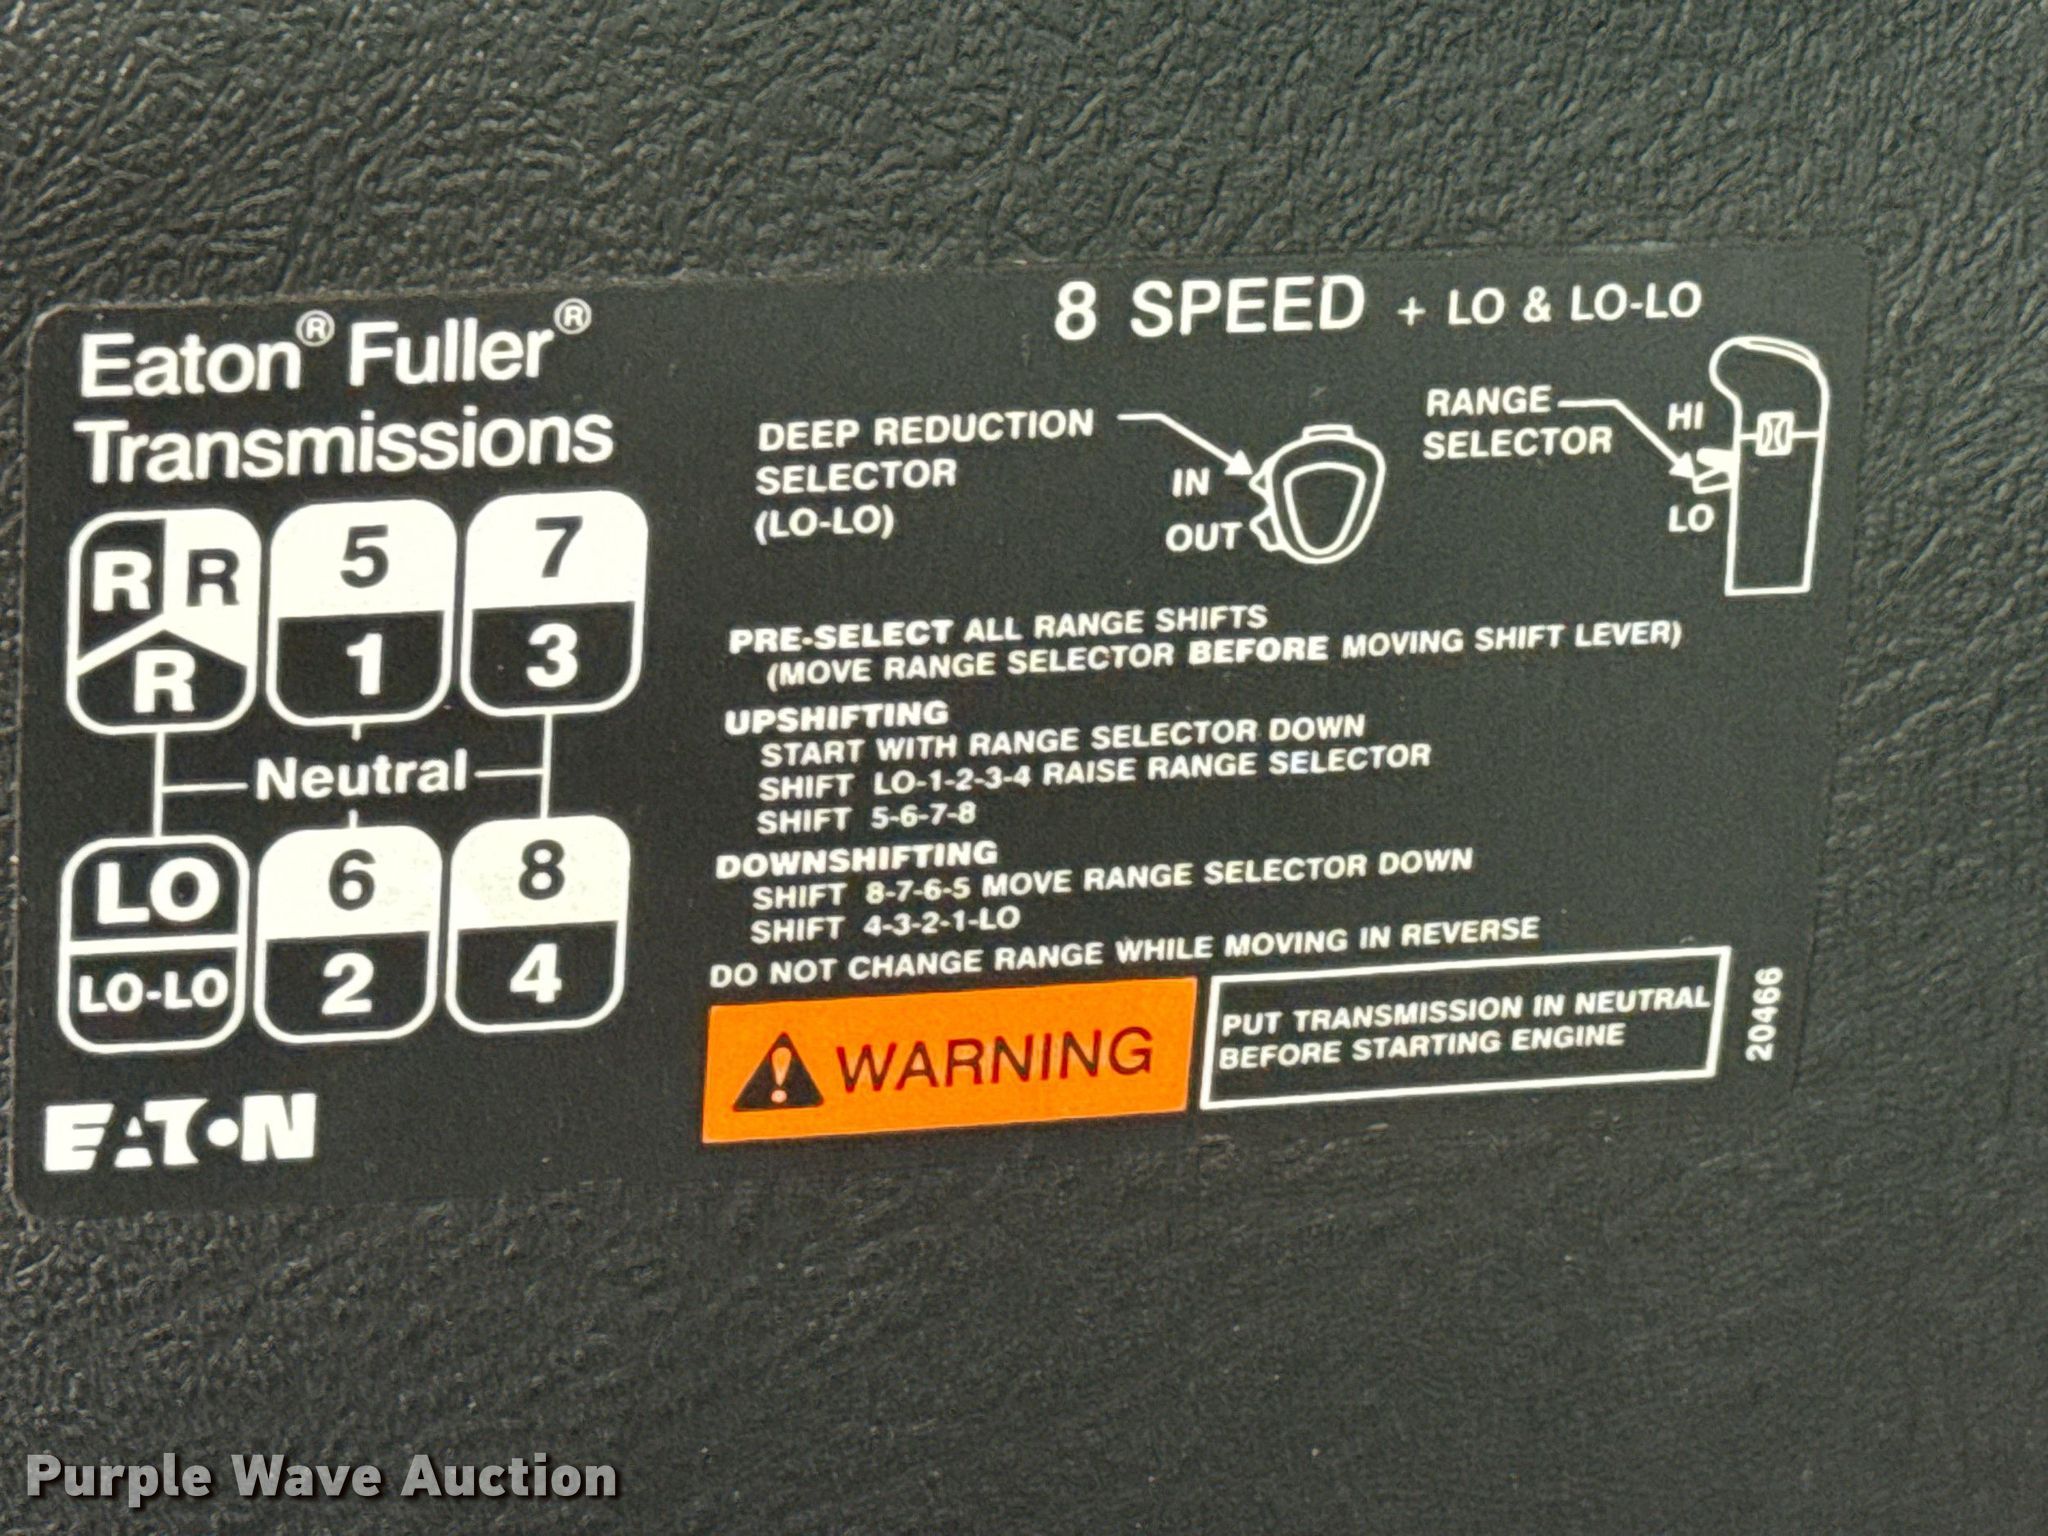 Eaton® Fuller®
Transmissions
R R
R
5
1
7
3
Neutral
LO
LO-LO
6
2
8
4
EATON
8 SPEED + LO & LO-LO
DEEP REDUCTION
SELECTOR
(LO-LO)
IN
OUT
RANGE
SELECTOR
HI
LO
PRE-SELECT ALL RANGE SHIFTS
(MOVE RANGE SELECTOR BEFORE MOVING SHIFT LEVER)
UPSHIFTING
START WITH RANGE SELECTOR DOWN
SHIFT LO-1-2-3-4 RAISE RANGE SELECTOR
SHIFT 5-6-7-8
DOWNSHIFTING
SHIFT 8-7-6-5 MOVE RANGE SELECTOR DOWN
SHIFT 4-3-2-1-LO
DO NOT CHANGE RANGE WHILE MOVING IN REVERSE
WARNING
PUT TRANSMISSION IN NEUTRAL
BEFORE STARTING ENGINE
20466
Purple Wave Auction